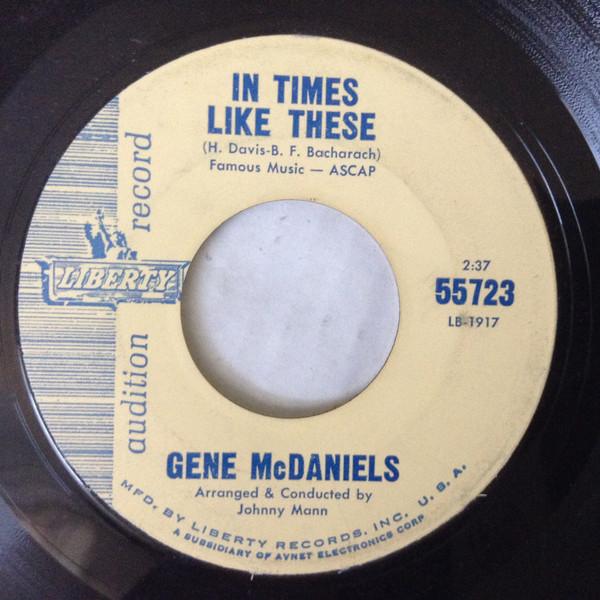 IN TIMES
LIKE THESE
(H. Davis-B. F. Bacharach)
Famous Music — ASCAP
audition record
LIBERTY
2:37
55723
LB-1917
GENE McDANIELS
Arranged & Conducted by
Johnny Mann
MFD. BY LIBERTY RECORDS, INC. U. S. A.
A SUBSIDIARY OF AVNET ELECTRONICS CORP